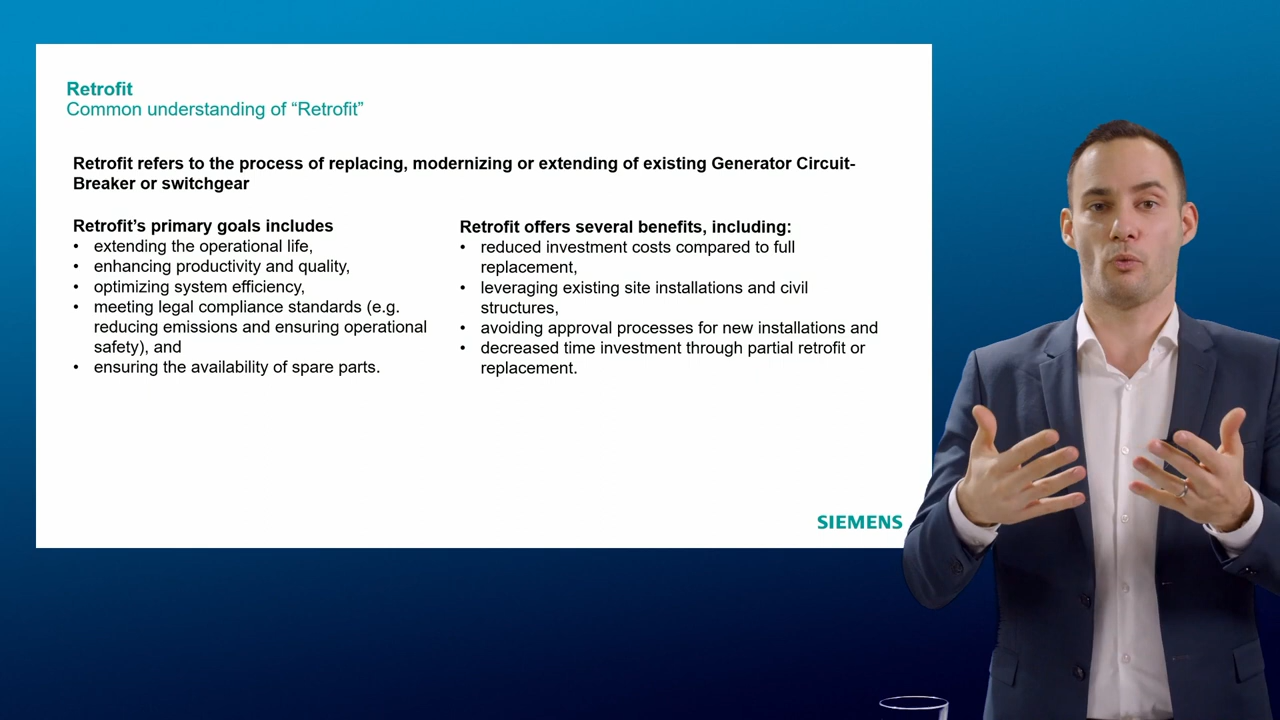 Retrofit
Common understanding of “Retrofit”
Retrofit refers to the process of replacing, modernizing or extending of existing Generator Circuit-
Breaker or switchgear
Retrofit’s primary goals includes
• extending the operational life,
• enhancing productivity and quality,
• optimizing system efficiency,
• meeting legal compliance standards (e.g.
reducing emissions and ensuring operational
safety), and
• ensuring the availability of spare parts.
Retrofit offers several benefits, including:
• reduced investment costs compared to full
replacement,
• leveraging existing site installations and civil
structures,
• avoiding approval processes for new installations and
• decreased time investment through partial retrofit or
replacement.
SIEMENS